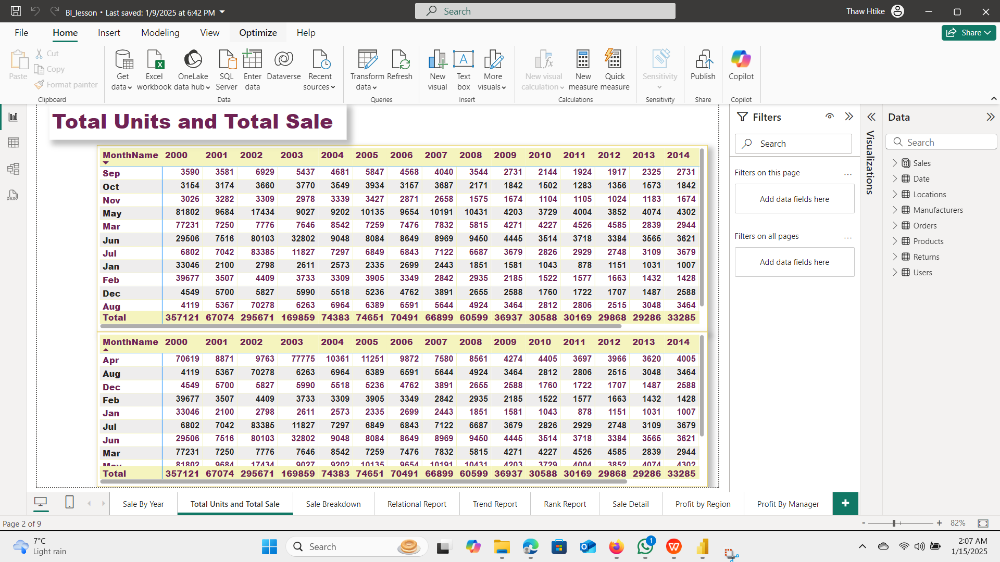 BI_lesson • Last saved: 1/9/2025 at 6:42 PM
Search
Thaw Htike
File Home Insert Modeling View Optimize Help
Share
Paste
Cut
Copy
Format painter
Clipboard
Get data
Excel workbook
OneLake data hub
SQL Server
Enter data
Dataverse
Recent sources
Data
Transform data
Refresh
Queries
New visual
Text box
More visuals
Insert
New visual calculation
New measure
Quick measure
Calculations
Sensitivity
Sensitivity
Publish
Share
Copilot
Copilot
Total Units and Total Sale
MonthName 2000 2001 2002 2003 2004 2005 2006 2007 2008 2009 2010 2011 2012 2013 2014
Sep 3590 3581 6929 5437 4681 5847 4568 4040 3544 2731 2144 1924 1917 2325 2731
Oct 3154 3174 3660 3770 3549 3934 3157 3687 2171 1842 1502 1283 1356 1573 1842
Nov 3026 3282 3309 2978 3339 3427 2871 2658 1575 1674 1104 1105 1024 1183 1674
May 81802 9684 17434 9027 9202 10135 9654 10191 10431 4203 3729 4004 3852 4074 4302
Mar 77231 7250 7776 7646 8542 7259 7476 7832 5815 4271 4227 4526 4585 2839 2944
Jun 29506 7516 80103 32802 9048 8084 8649 8969 9450 4445 3514 3718 3384 3565 3621
Jul 6802 7042 83385 11827 7297 6849 6843 7122 6687 3679 2826 2929 2748 3109 3679
Jan 33046 2100 2798 2611 2573 2335 2699 2443 1851 1581 1043 878 1151 1031 1007
Feb 39677 3507 4409 3733 3309 3905 3349 2842 2935 2185 1522 1577 1663 1432 1428
Dec 4549 5700 5827 5990 5518 5236 4762 3891 2655 2588 1760 1722 1707 1487 2588
Aug 4119 5367 70278 6263 6964 6389 6591 5644 4924 3464 2812 2806 2515 3048 3464
Total 357121 67074 295671 169859 74383 74651 70491 66899 60599 36937 30588 30169 29868 29286 33285
MonthName 2000 2001 2002 2003 2004 2005 2006 2007 2008 2009 2010 2011 2012 2013 2014
Apr 70619 8871 9763 77775 10361 11251 9872 7580 8561 4274 4405 3697 3966 3620 4005
Aug 4119 5367 70278 6263 6964 6389 6591 5644 4924 3464 2812 2806 2515 3048 3464
Dec 4549 5700 5827 5990 5518 5236 4762 3891 2655 2588 1760 1722 1707 1487 2588
Feb 39677 3507 4409 3733 3309 3905 3349 2842 2935 2185 1522 1577 1663 1432 1428
Jan 33046 2100 2798 2611 2573 2335 2699 2443 1851 1581 1043 878 1151 1031 1007
Jul 6802 7042 83385 11827 7297 6849 6843 7122 6687 3679 2826 2929 2748 3109 3679
Jun 29506 7516 80103 32802 9048 8084 8649 8969 9450 4445 3514 3718 3384 3565 3621
Mar 77231 7250 7776 7646 8542 7259 7476 7832 5815 4271 4227 4526 4585 2839 2944
May 81802 9684 17434 9027 9202 10135 9654 10191 10431 4203 3729 4004 3852 4074 4302
Total 357121 67074 295671 169859 74383 74651 70491 66899 60599 36937 30588 30169 29868 29286 33285
Filters
Search
Filters on this page ...
Add data fields here
Filters on all pages ...
Add data fields here
Visualizations
Data
Search
Sales
Date
Locations
Manufacturers
Orders
Products
Returns
Users
Sale By Year
Total Units and Total Sale
Sale Breakdown
Relational Report
Trend Report
Rank Report
Sale Detail
Profit by Region
Profit By Manager
+
Page 2 of 9
- + 82%
7°C
Light rain
Search
1
2:07 AM
1/15/2025